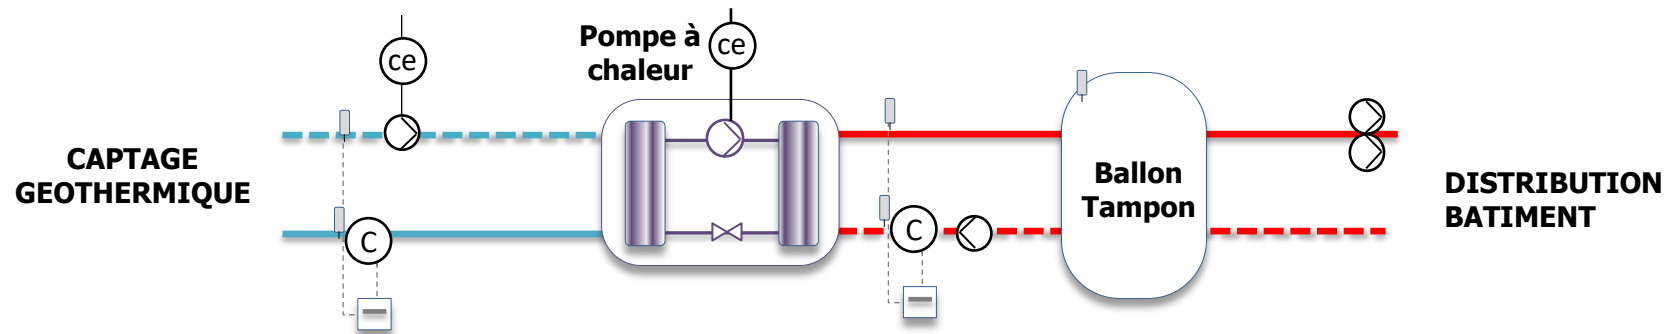 ce
Pompe à
chaleur
ce
CAPTAGE
GEOTHERMIQUE
C
C
Ballon
Tampon
DISTRIBUTION
BATIMENT